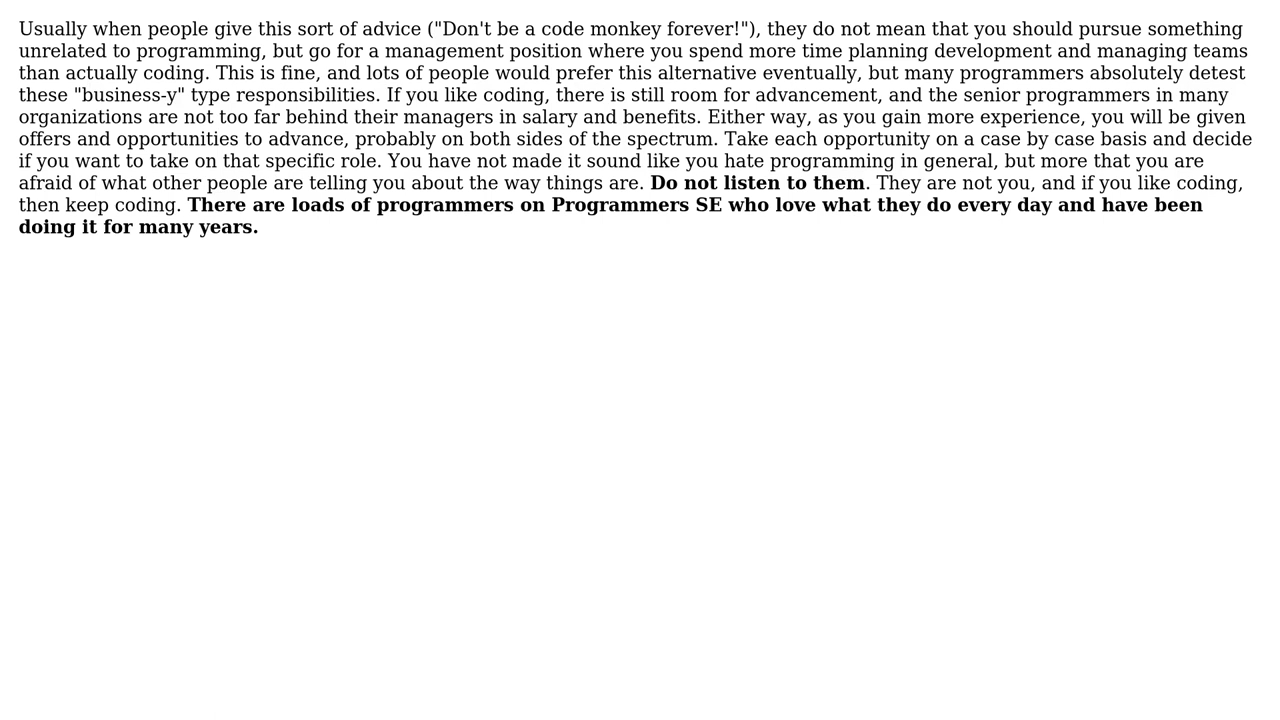 Usually when people give this sort of advice ("Don't be a code monkey forever!"), they do not mean that you should pursue something
unrelated to programming, but go for a management position where you spend more time planning development and managing teams
than actually coding. This is fine, and lots of people would prefer this alternative eventually, but many programmers absolutely detest
these "business-y" type responsibilities. If you like coding, there is still room for advancement, and the senior programmers in many
organizations are not too far behind their managers in salary and benefits. Either way, as you gain more experience, you will be given
offers and opportunities to advance, probably on both sides of the spectrum. Take each opportunity on a case by case basis and decide
if you want to take on that specific role. You have not made it sound like you hate programming in general, but more that you are
afraid of what other people are telling you about the way things are. Do not listen to them. They are not you, and if you like coding,
then keep coding. There are loads of programmers on Programmers SE who love what they do every day and have been
doing it for many years.